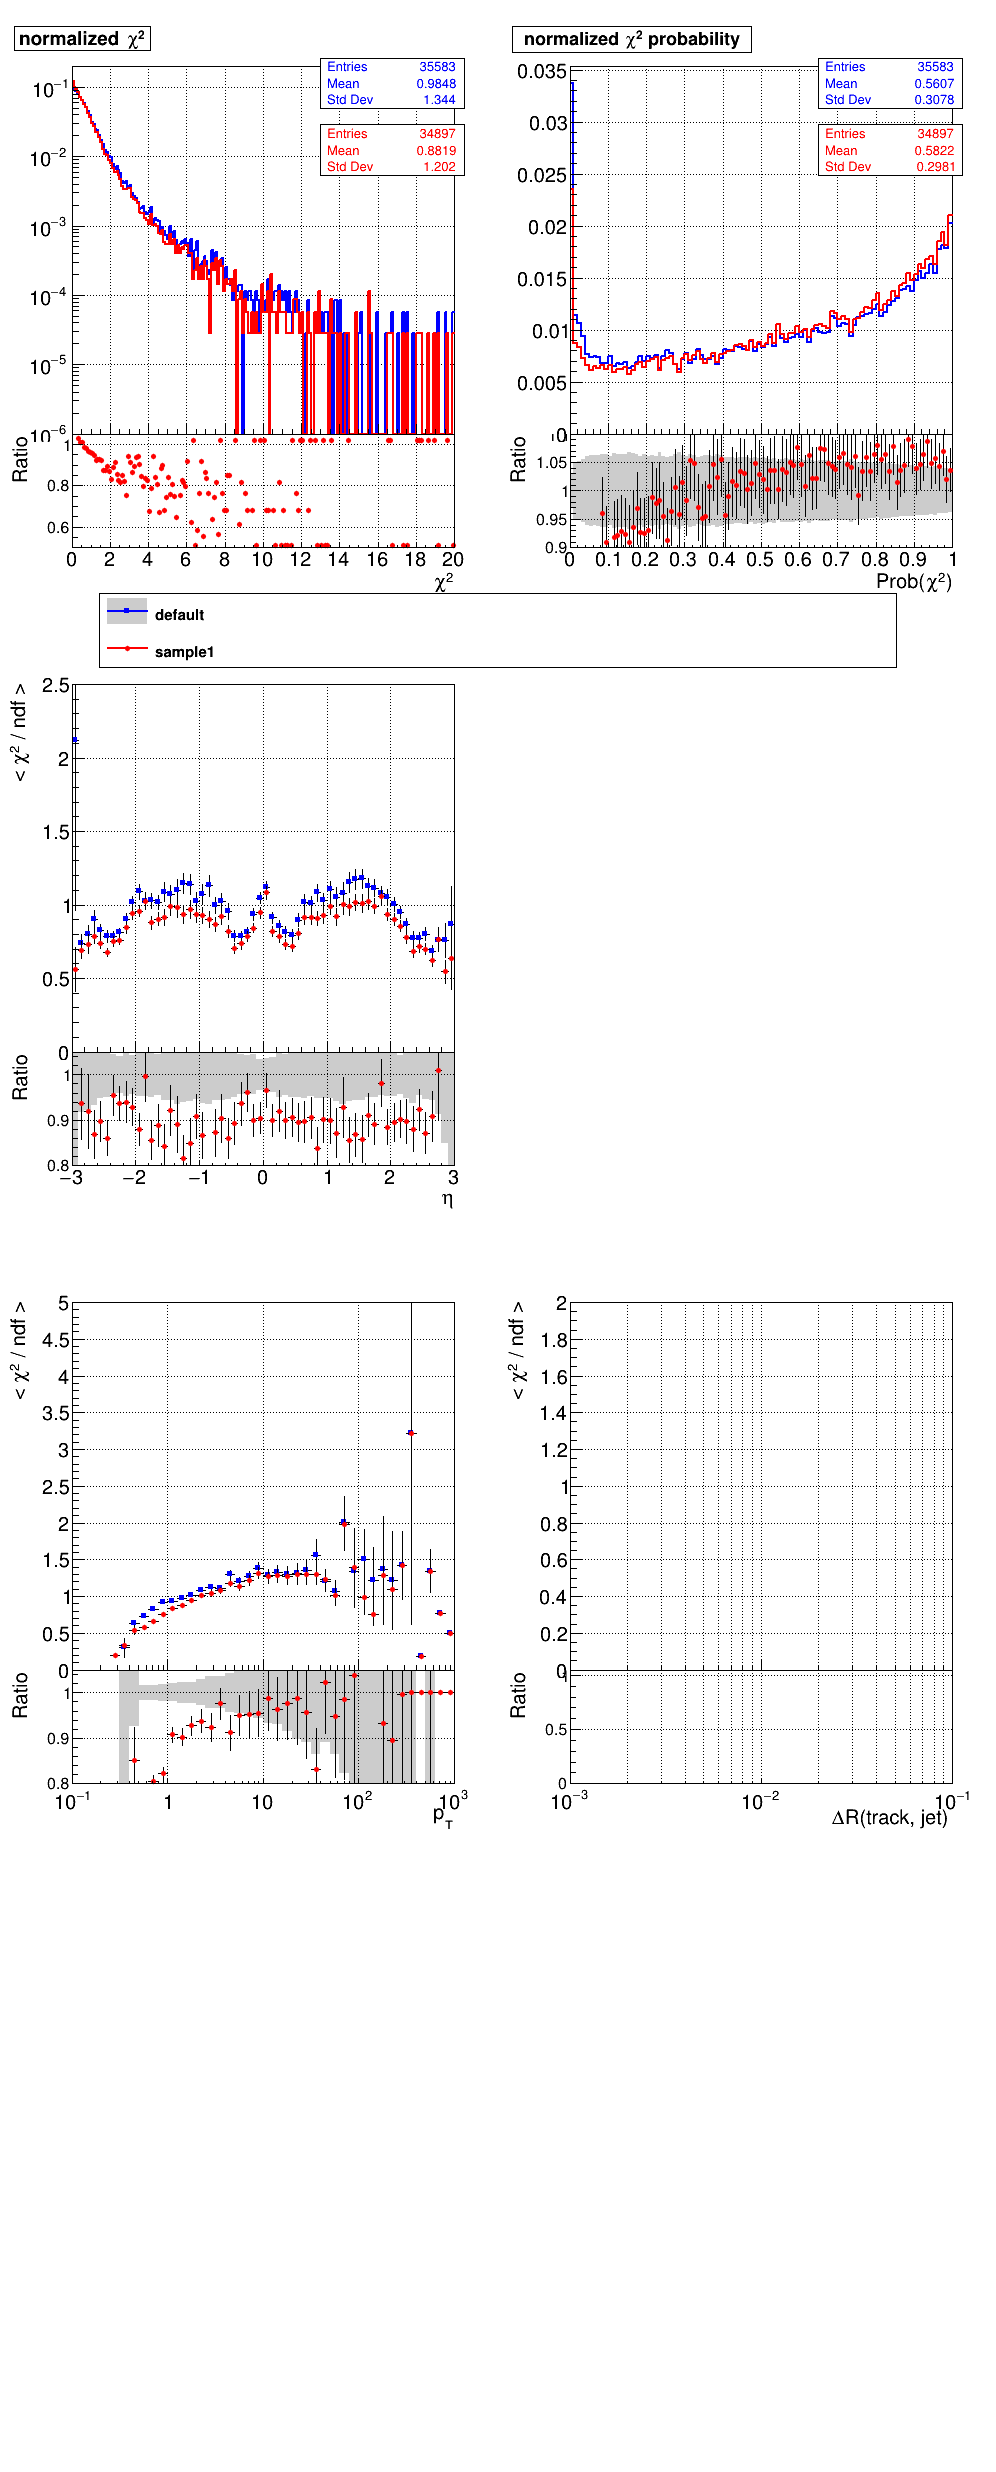 normalized χ²
Entries 35583
Mean 0.9848
Std Dev 1.344
Entries 34897
Mean 0.8819
Std Dev 1.202
10⁻¹
10⁻²
10⁻³
10⁻⁴
10⁻⁵
10⁻⁶
Ratio
1
0.8
0.6
0 2 4 6 8 10 12 14 16 18 20
χ²
normalized χ² probability
Entries 35583
Mean 0.5607
Std Dev 0.3078
Entries 34897
Mean 0.5822
Std Dev 0.2981
0.035
0.03
0.025
0.02
0.015
0.01
0.005
0
Ratio
1.05
1
0.95
0.9
0 0.1 0.2 0.3 0.4 0.5 0.6 0.7 0.8 0.9 1
Prob(χ²)
default
sample1
< χ² / ndf >
2.5
2
1.5
1
0.5
0
Ratio
1
0.9
0.8
−3 −2 −1 0 1 2 3
η
< χ² / ndf >
5
4.5
4
3.5
3
2.5
2
1.5
1
0.5
0
Ratio
1
0.9
0.8
10⁻¹ 1 10 10² 10³
p_T
< χ² / ndf >
2
1.8
1.6
1.4
1.2
1
0.8
0.6
0.4
0.2
0
Ratio
1
0.5
0
10⁻³ 10⁻² 10⁻¹
ΔR(track, jet)